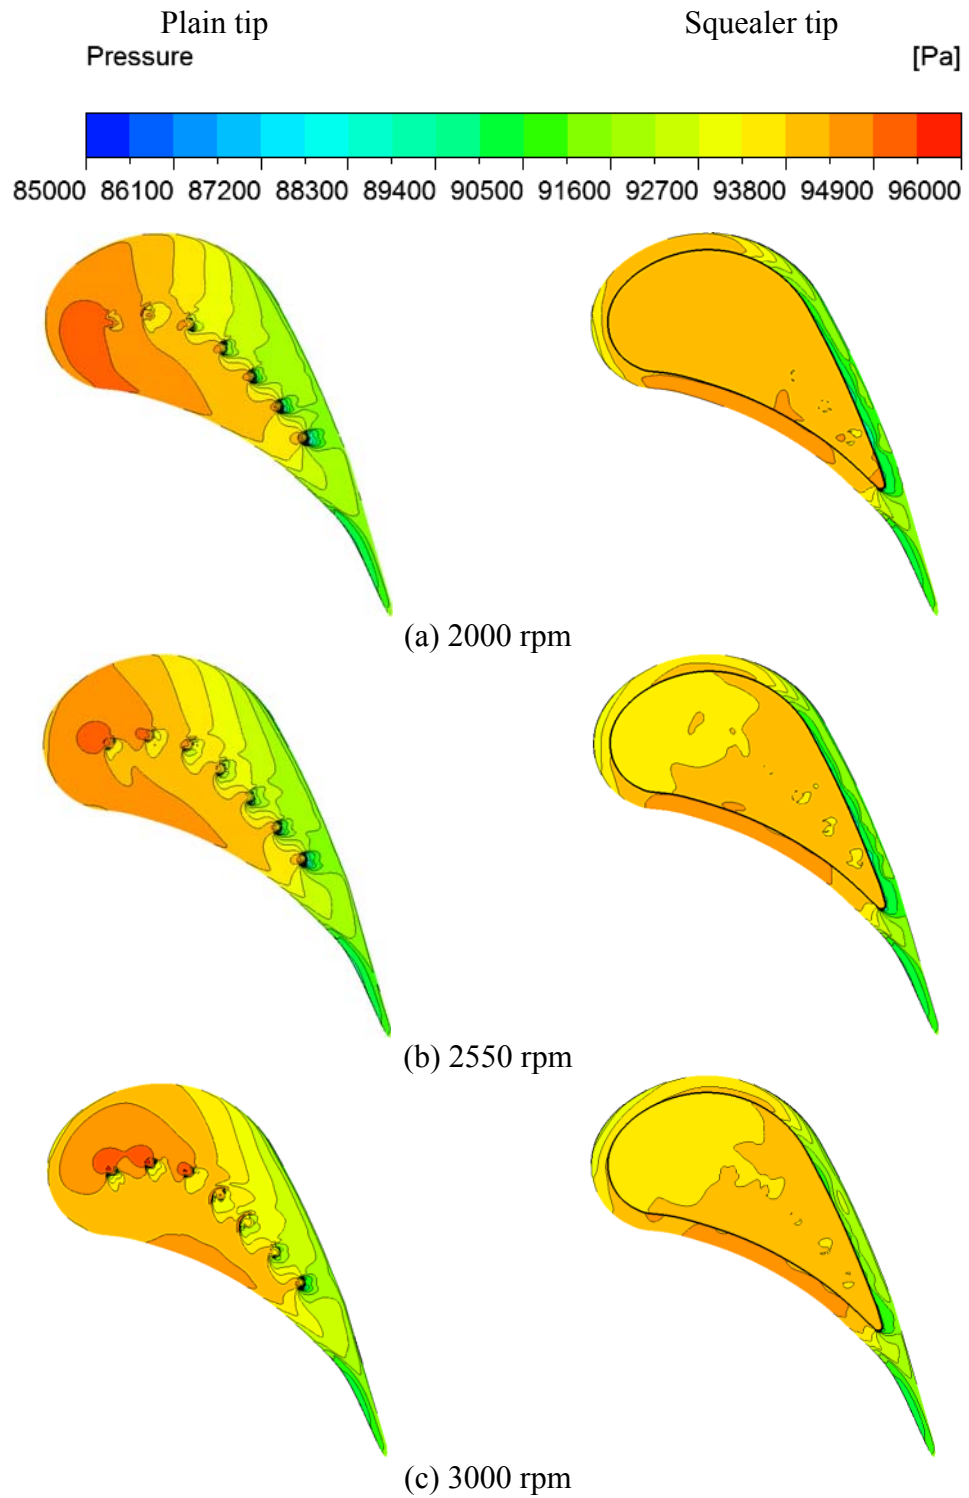 Plain tip Squealer tip
Pressure [Pa]
85000 86100 87200 88300 89400 90500 91600 92700 93800 94900 96000
(a) 2000 rpm
(b) 2550 rpm
(c) 3000 rpm